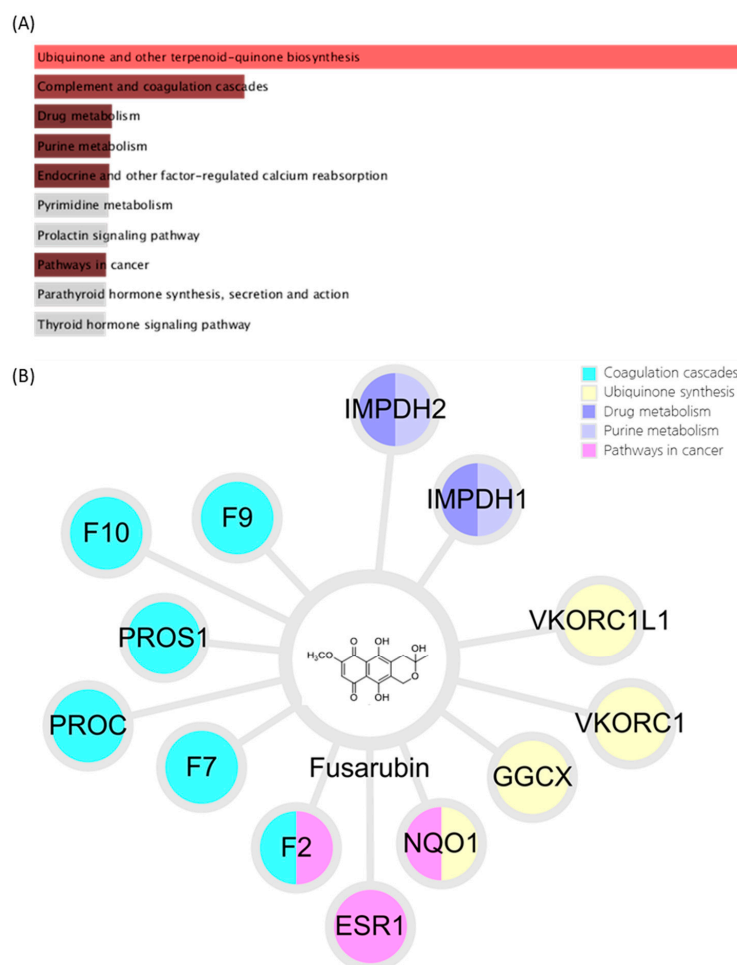 (A)
Ubiquinone and other terpenoid-quinone biosynthesis
Complement and coagulation cascades
Drug metabolism
Purine metabolism
Endocrine and other factor-regulated calcium reabsorption
Pyrimidine metabolism
Prolactin signaling pathway
Pathways in cancer
Parathyroid hormone synthesis, secretion and action
Thyroid hormone signaling pathway
(B)
Coagulation cascades
Ubiquinone synthesis
Drug metabolism
Purine metabolism
Pathways in cancer
IMPDH2
IMPDH1
F9
F10
PROS1
VKORC1L1
PROC
VKORC1
F7
GGCX
O
OH
OH
H₃CO
O
O
OH
Fusarubin
F2
NQO1
ESR1